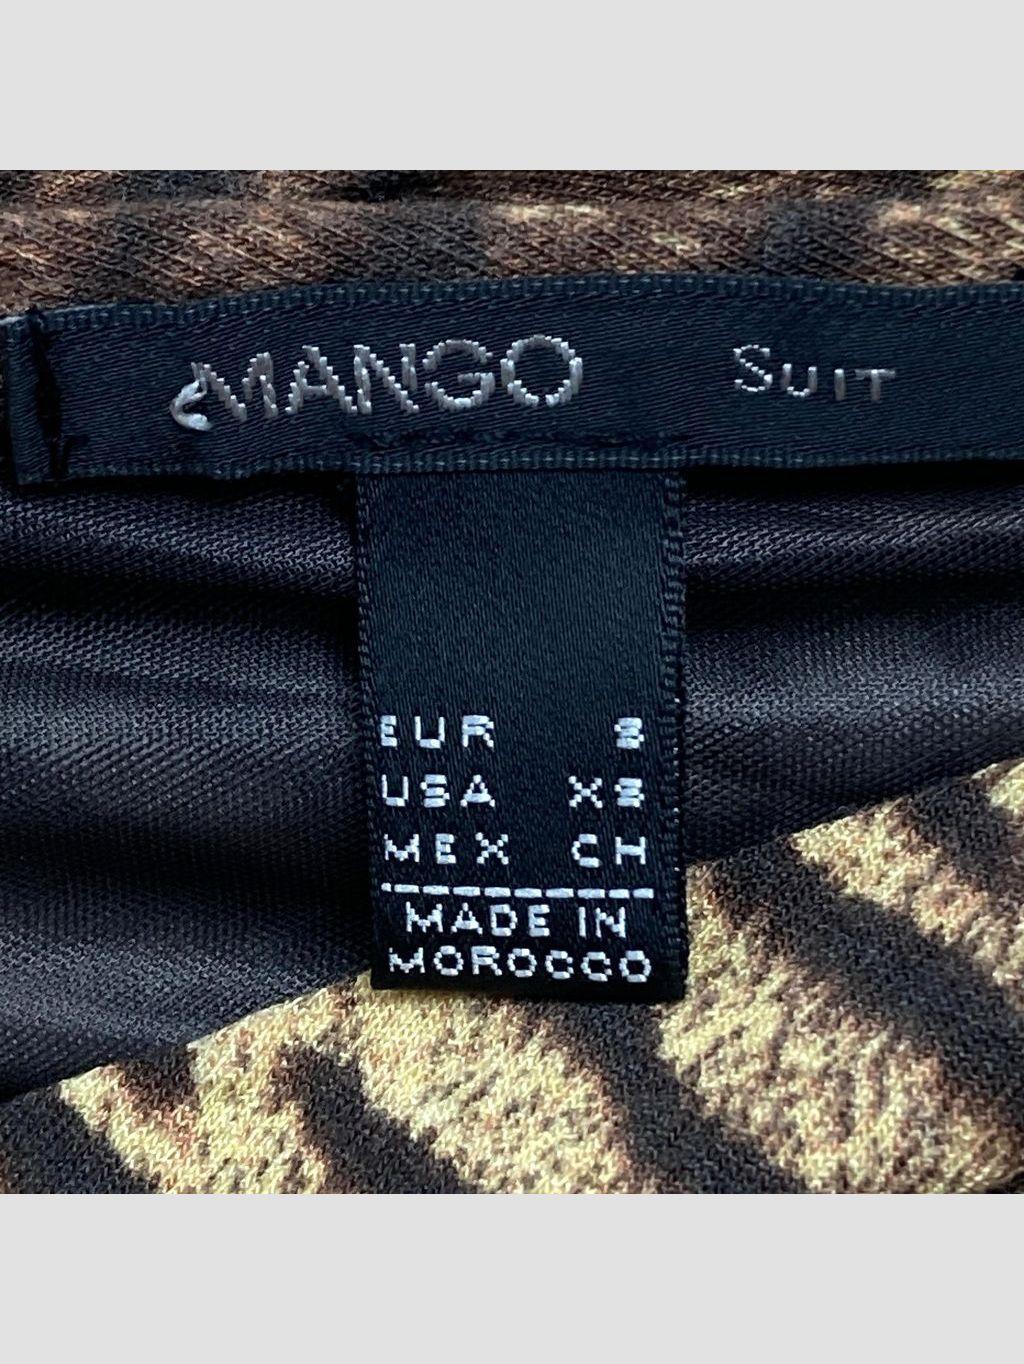 MANGO SUIT
EUR S
USA XS
MEX CH
MADE IN
MOROCCO